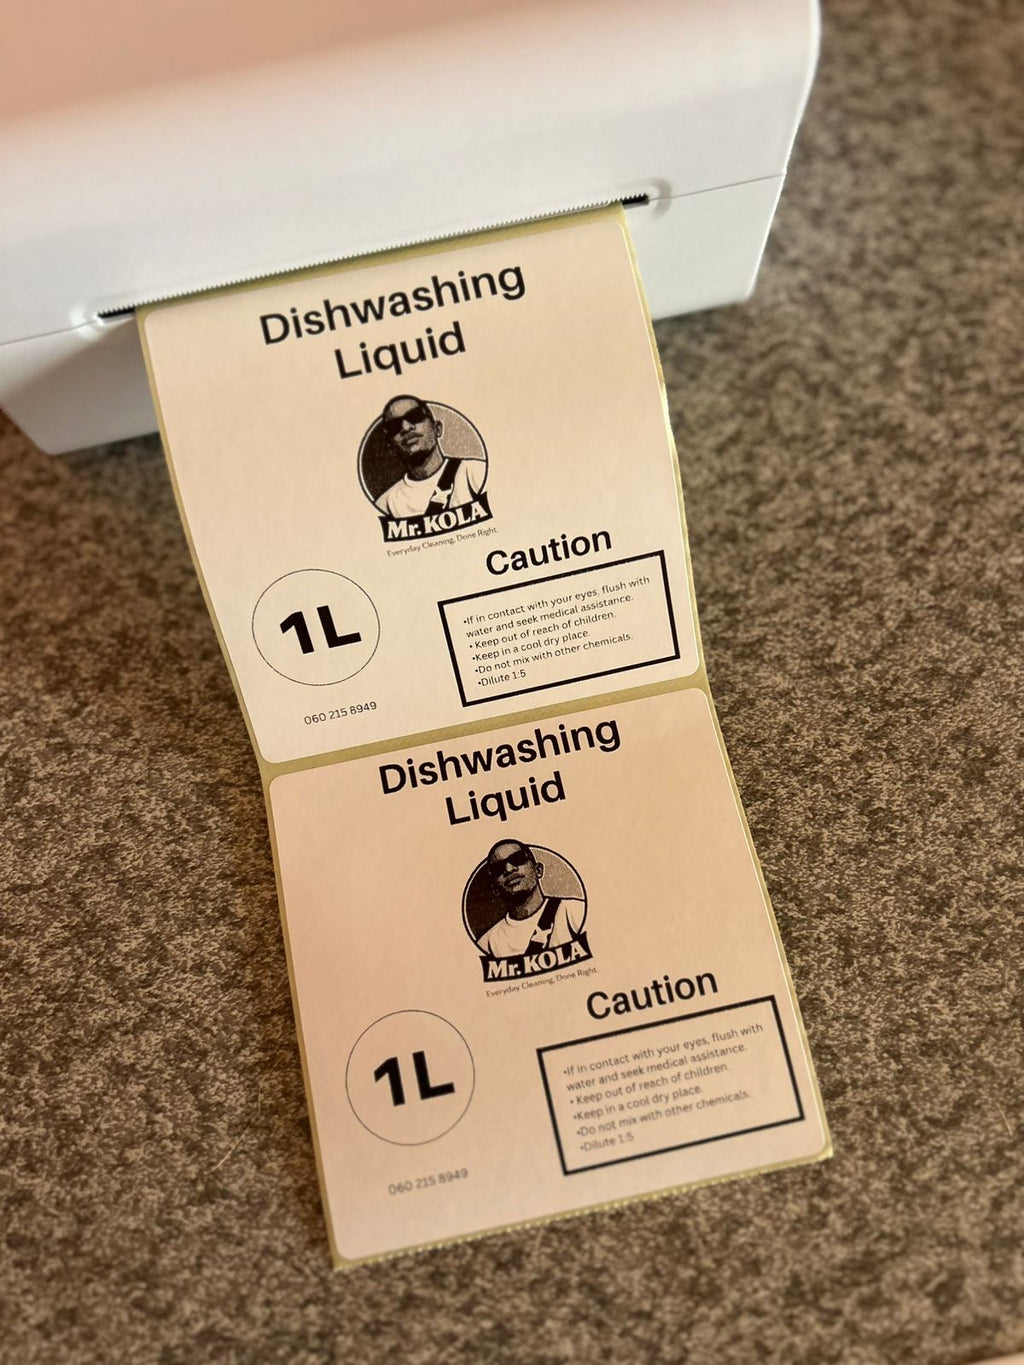 Dishwashing
Liquid
Mr. KOLA
Everyday Cleaning, Done Right.
Caution
1L
•If in contact with your eyes, flush with
water and seek medical assistance.
• Keep out of reach of children.
•Keep in a cool dry place.
•Do not mix with other chemicals.
•Dilute 1:5
060 215 8949
Dishwashing
Liquid
Mr. KOLA
Everyday Cleaning, Done Right.
Caution
1L
•If in contact with your eyes, flush with
water and seek medical assistance.
• Keep out of reach of children.
•Keep in a cool dry place.
•Do not mix with other chemicals.
•Dilute 1:5
060 215 8949